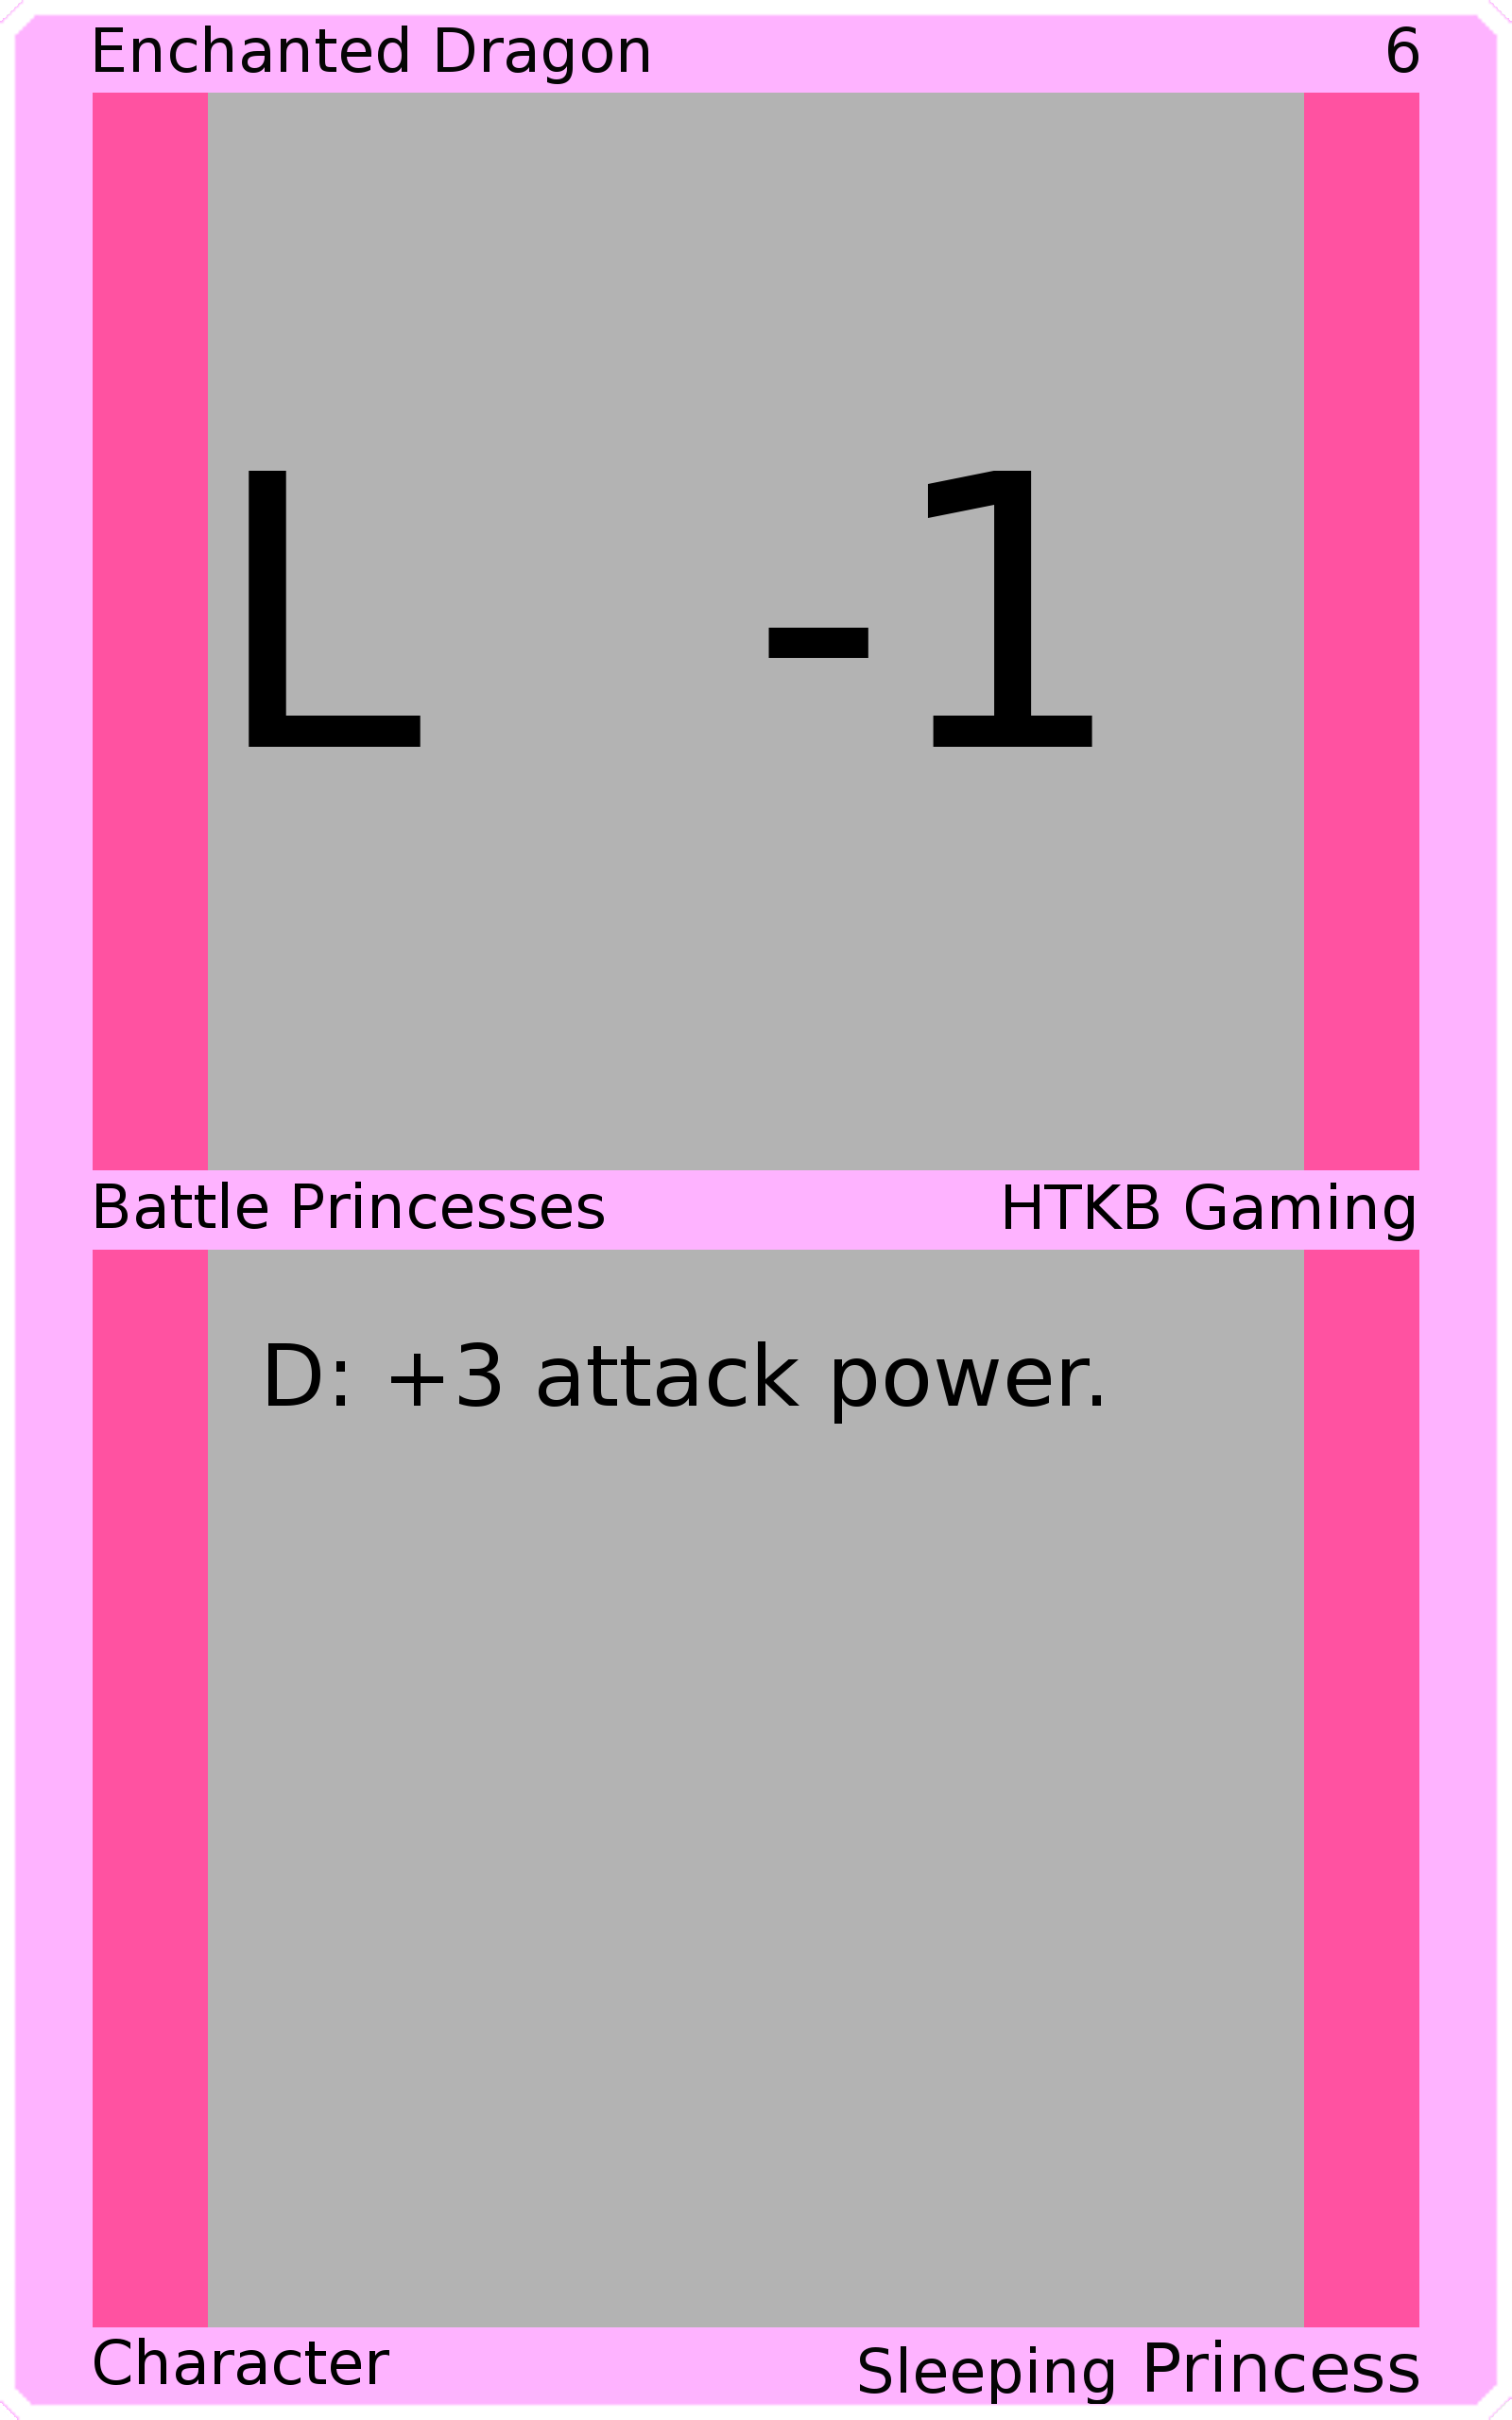 Enchanted Dragon 6
L -1
Battle Princesses HTKB Gaming
D: +3 attack power.
Character Sleeping Princess